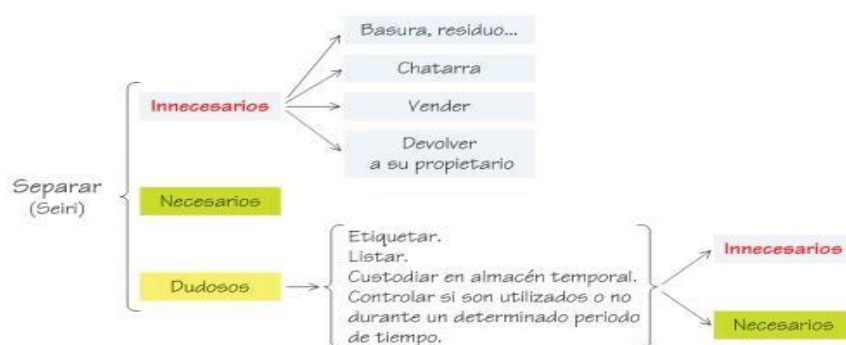 Separar
(Seiri)
Innecesarios
Basura, residuo...
Chatarra
Vender
Devolver
a su propietario
Necesarios
Dudosos
Etiquetar.
Listar.
Custodiar en almacén temporal.
Controlar si son utilizados o no
durante un determinado periodo
de tiempo.
Innecesarios
Necesarios